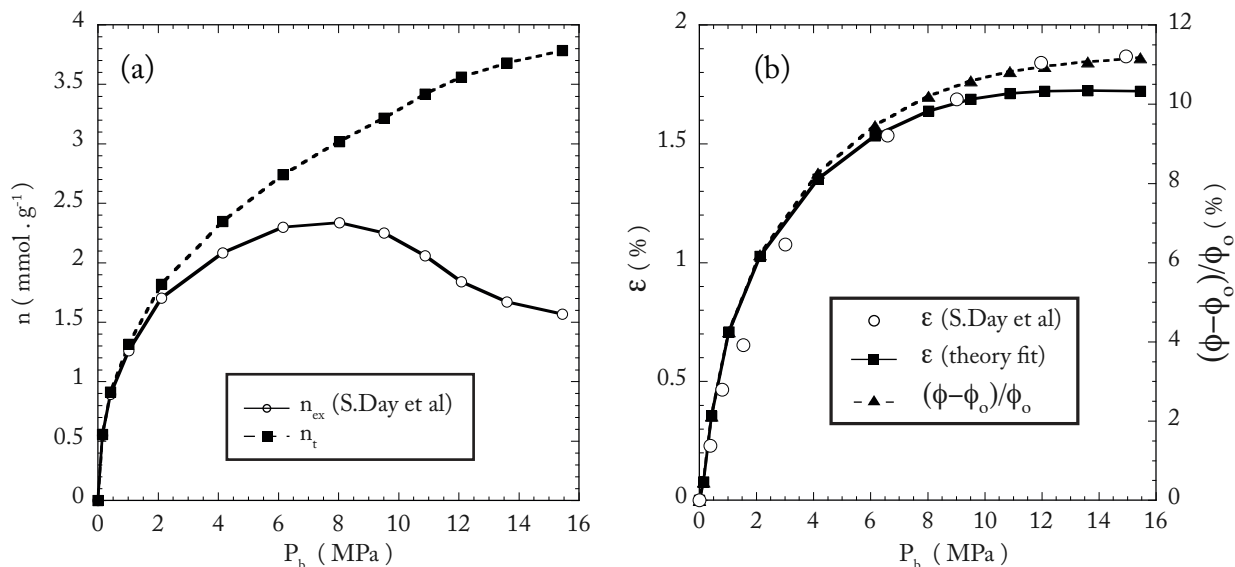 (a)
n ( mmol · g⁻¹)
4
3.5
3
2.5
2
1.5
1
0.5
0
n_ex (S.Day et al)
n_t
0 2 4 6 8 10 12 14 16
P_b ( MPa)
(b)
ε (%)
2
1.5
1
0.5
0
ε (S.Day et al)
ε (theory fit)
(ϕ−ϕ_o)/ϕ_o
12
10
8
6
4
2
0
(ϕ−ϕ_o)/ϕ_o (%)
0 2 4 6 8 10 12 14 16
P_b ( MPa)